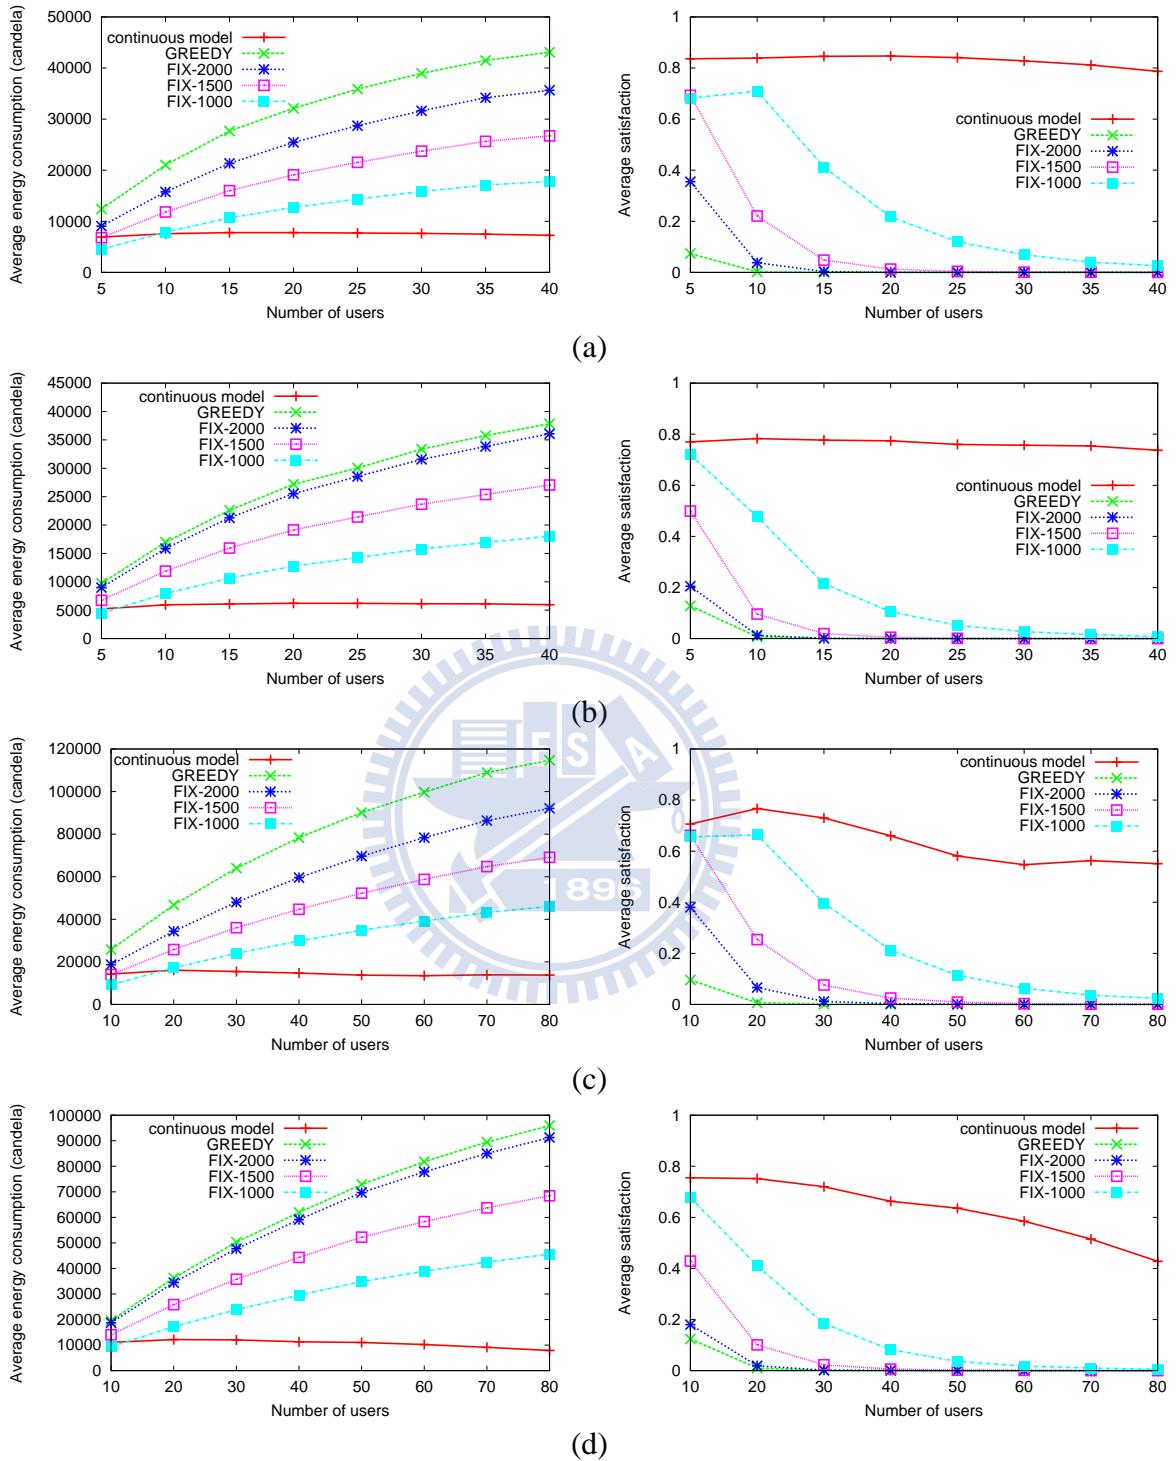 Average energy consumption (candela)
50000
40000
30000
20000
10000
0
continuous model
GREEDY
FIX-2000
FIX-1500
FIX-1000
5 10 15 20 25 30 35 40
Number of users
Average satisfaction
1
0.8
0.6
0.4
0.2
0
continuous model
GREEDY
FIX-2000
FIX-1500
FIX-1000
5 10 15 20 25 30 35 40
Number of users
(a)
Average energy consumption (candela)
45000
40000
35000
30000
25000
20000
15000
10000
5000
0
continuous model
GREEDY
FIX-2000
FIX-1500
FIX-1000
5 10 15 20 25 30 35 40
Number of users
Average satisfaction
1
0.8
0.6
0.4
0.2
0
continuous model
GREEDY
FIX-2000
FIX-1500
FIX-1000
5 10 15 20 25 30 35 40
Number of users
(b)
Average energy consumption (candela)
120000
100000
80000
60000
40000
20000
0
continuous model
GREEDY
FIX-2000
FIX-1500
FIX-1000
10 20 30 40 50 60 70 80
Number of users
Average satisfaction
1
0.8
0.6
0.4
0.2
0
continuous model
GREEDY
FIX-2000
FIX-1500
FIX-1000
10 20 30 40 50 60 70 80
Number of users
E S A
1896
(c)
Average energy consumption (candela)
100000
90000
80000
70000
60000
50000
40000
30000
20000
10000
0
continuous model
GREEDY
FIX-2000
FIX-1500
FIX-1000
10 20 30 40 50 60 70 80
Number of users
Average satisfaction
1
0.8
0.6
0.4
0.2
0
continuous model
GREEDY
FIX-2000
FIX-1500
FIX-1000
10 20 30 40 50 60 70 80
Number of users
(d)